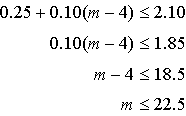 0.25 + 0.10(m − 4) ≤ 2.10
0.10(m − 4) ≤ 1.85
m − 4 ≤ 18.5
m ≤ 22.5